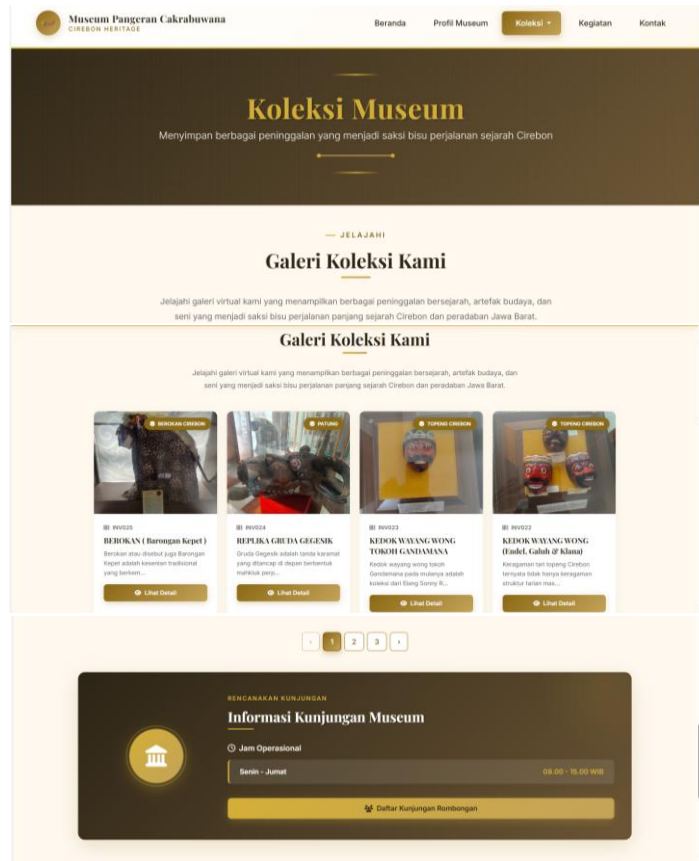 Museum Pangeran Cakrabuwana
CIREBON HERITAGE
Beranda Profil Museum Koleksi Kegiatan Kontak
Koleksi Museum
Menyimpan berbagai peninggalan yang menjadi saksi bisu perjalanan sejarah Cirebon
JELAJAHI
Galeri Koleksi Kami
Jelajahi galeri virtual kami yang menampilkan berbagai peninggalan bersejarah, artefak budaya, dan
seni yang menjadi saksi bisu perjalanan panjang sejarah Cirebon dan peradaban Jawa Barat.
Galeri Koleksi Kami
Jelajahi galeri virtual kami yang menampilkan berbagai peninggalan bersejarah, artefak budaya, dan
seni yang menjadi saksi bisu perjalanan panjang sejarah Cirebon dan peradaban Jawa Barat.
BEROKAN CIREBON
INV025
BEROKAN ( Barongan Kepet )
Berokan atau disebut juga Barongan
Kepet adalah kesenian tradisional
yang berkem...
Lihat Detail
PATUNG
INV024
REPLIKA GRUDA GEGESIK
Gruda Gegesik adalah tanda karamat
yang ditancap di depan berbentuk
mahkluk perp...
Lihat Detail
TOPENG CIREBON
INV023
KEDOK WAYANG WONG
TOKOH GANDAMANA
Kedok wayang wong tokoh
Gandamana pada mulanya adalah
koleksi dari Elang Sonny R...
Lihat Detail
TOPENG CIREBON
INV022
KEDOK WAYANG WONG
(Endel, Galuh & Klana)
Keragaman tari topeng Cirebon
ternyata tidak hanya keragaman
struktur tarian mas...
Lihat Detail
‹ 1 2 3 ›
RENCANAKAN KUNJUNGAN
Informasi Kunjungan Museum
Jam Operasional
Senin - Jumat 08.00 - 15.00 WIB
Daftar Kunjungan Rombongan